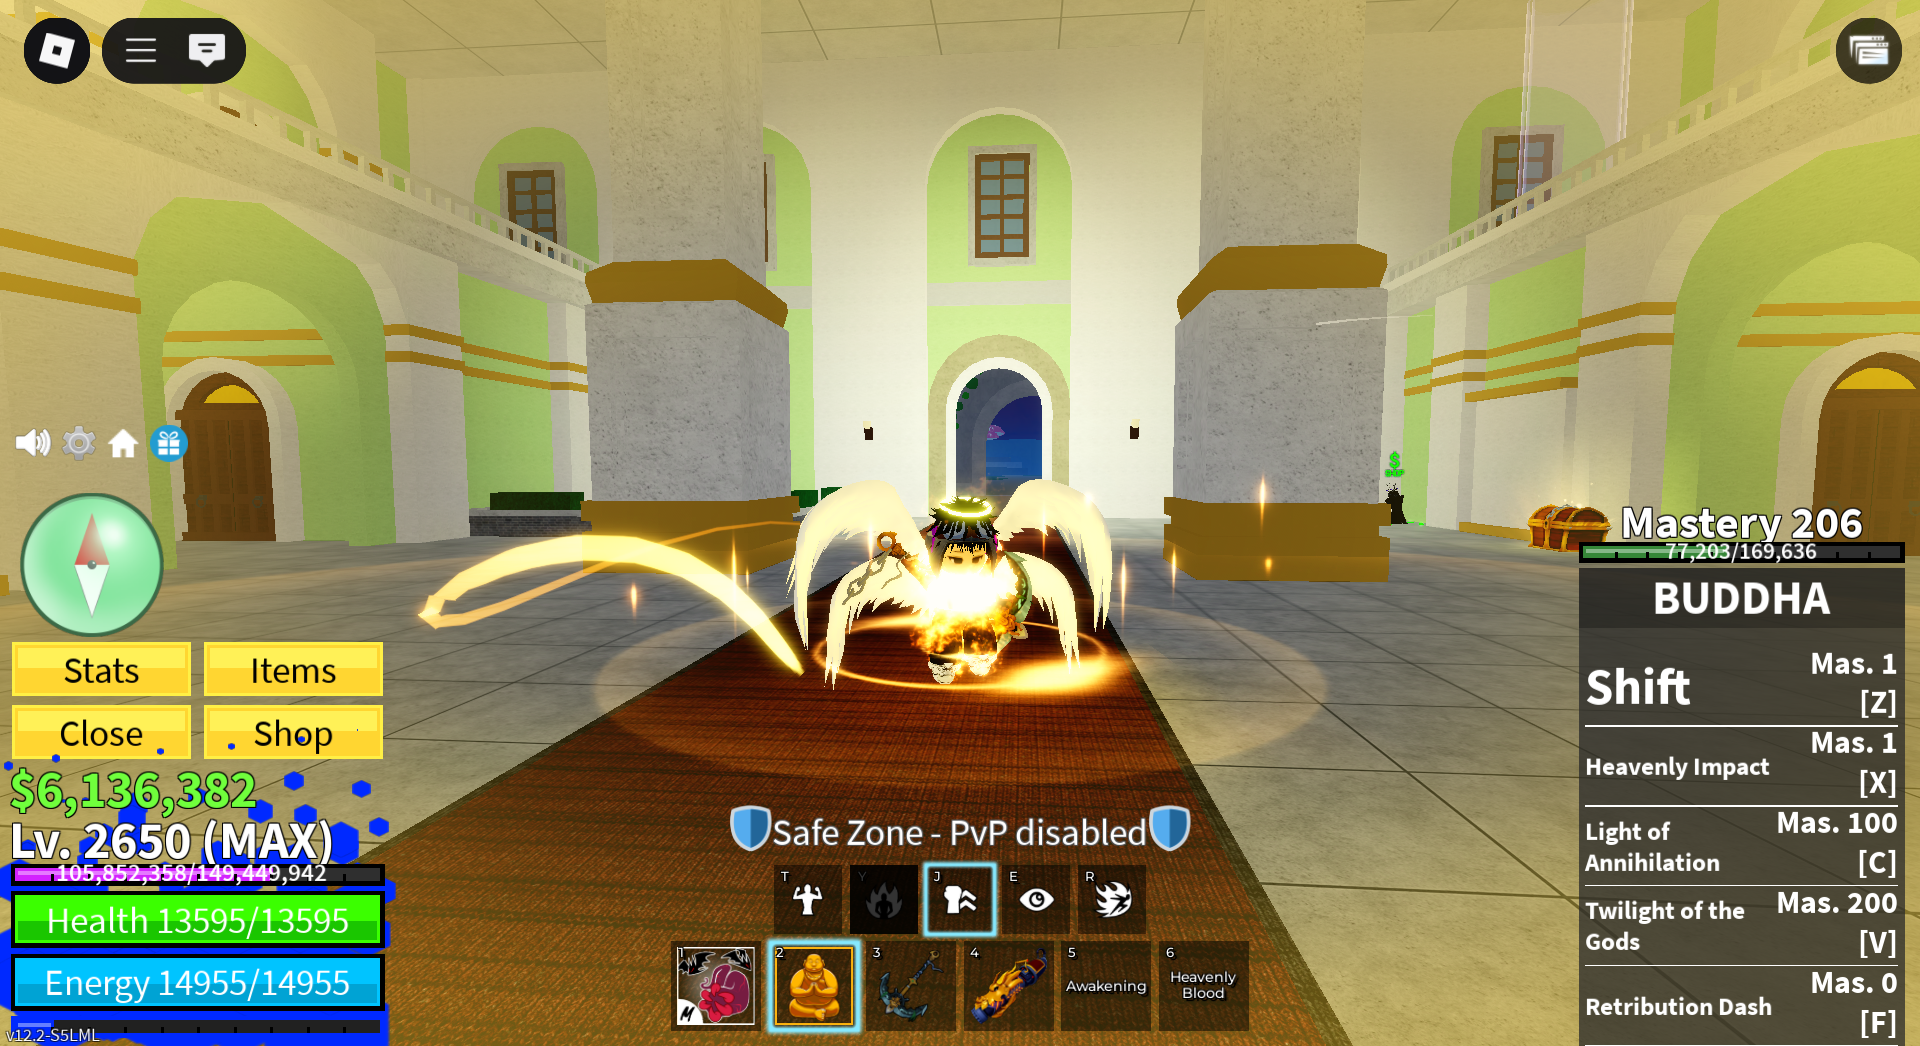 Stats
Items
Close
Shop
$6,136,382
Lv. 2650 (MAX)
105,852,358/149,449,942
Health 13595/13595
Energy 14955/14955
v12.2-S5LML
Safe Zone - PvP disabled
T
Y
J
E
R
1
M
2
3
4
5
Awakening
6
Heavenly
Blood
$
Mastery 206
77,203/169,636
BUDDHA
Shift
Mas. 1
[Z]
Heavenly Impact
Mas. 1
[X]
Light of
Annihilation
Mas. 100
[C]
Twilight of the
Gods
Mas. 200
[V]
Retribution Dash
Mas. 0
[F]